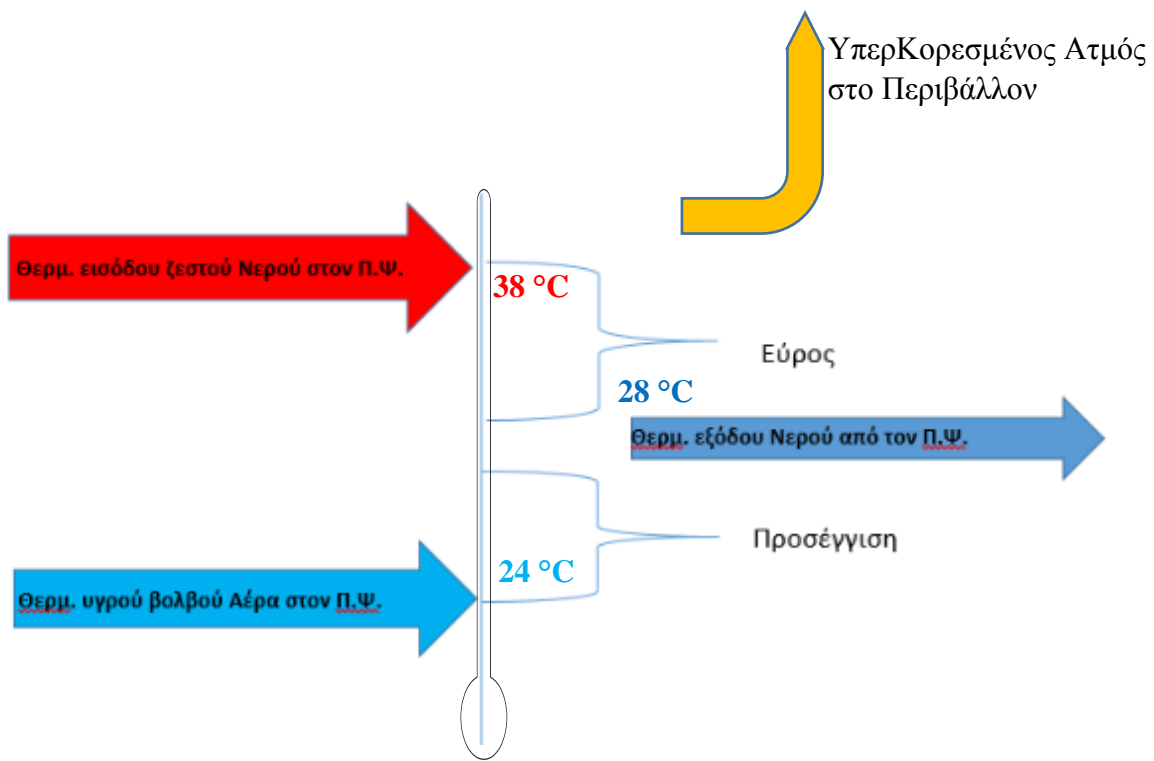 ΥπερΚορεσμένος Ατμός
στο Περιβάλλον
Θερμ. εισόδου ζεστού Νερού στον Π.Ψ.
38 °C
Εύρος
28 °C
Θερμ. εξόδου Νερού από τον Π.Ψ.
Προσέγγιση
24 °C
Θερμ. υγρού βολβού Αέρα στον Π.Ψ.